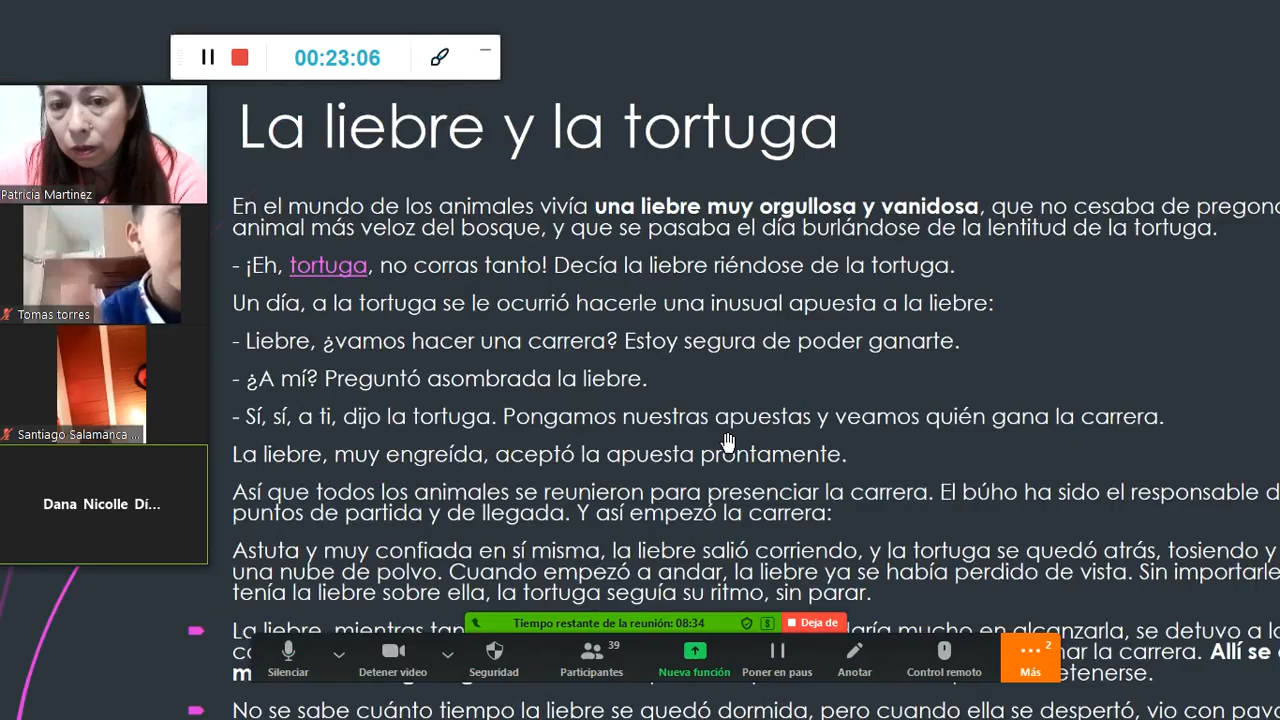 00:23:06
La liebre y la tortuga
Patricia Martinez
Tomas torres
Santiago Salamanca ...
Dana Nicolle Dí...
En el mundo de los animales vivía una liebre muy orgullosa y vanidosa, que no cesaba de
animal más veloz del bosque, y que se pasaba el día burlándose de la lentitud de la tortuga.
- ¡Eh, tortuga, no corras tanto! Decía la liebre riéndose de la tortuga.
Un día, a la tortuga se le ocurrió hacerle una inusual apuesta a la liebre:
- Liebre, ¿vamos hacer una carrera? Estoy segura de poder ganarte.
- ¿A mí? Preguntó asombrada la liebre.
- Sí, sí, a ti, dijo la tortuga. Pongamos nuestras apuestas y veamos quién gana la carrera.
La liebre, muy engreída, aceptó la apuesta prontamente.
Así que todos los animales se reunieron para presenciar la carrera. El búho ha sido el responsable
puntos de partida y de llegada. Y así empezó la carrera:
Astuta y muy confiada en sí misma, la liebre salió corriendo, y la tortuga se quedó atrás, tosiendo y
una nube de polvo. Cuando empezó a andar, la liebre ya se había perdido de vista. Sin
tenía la liebre sobre ella, la tortuga seguía su ritmo, sin parar.
La liebre, mientras mucho en alcanzarla, se detuvo a
la carrera. Allí se
No se sabe cuánto tiempo la liebre se quedó dormida, pero cuando ella se despertó, vio con
Tiempo restante de la reunión: 08:34
Deja de
Silenciar
Detener video
Seguridad
39
Participantes
Nueva función
Poner en paus
Anotar
Control remoto
2
Más